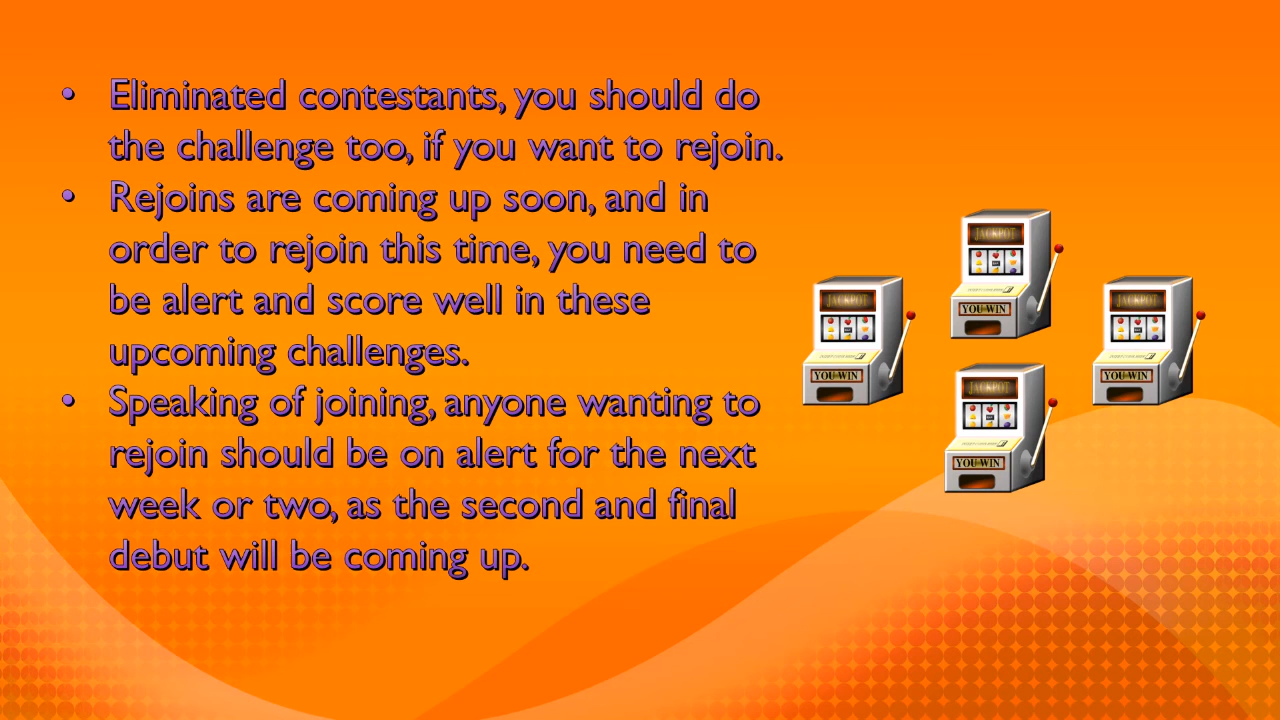 • Eliminated contestants, you should do
the challenge too, if you want to rejoin.
• Rejoins are coming up soon, and in
order to rejoin this time, you need to
be alert and score well in these
upcoming challenges.
• Speaking of joining, anyone wanting to
rejoin should be on alert for the next
week or two, as the second and final
debut will be coming up.
JACKPOT
YOU WIN
JACKPOT
YOU WIN
JACKPOT
YOU WIN
JACKPOT
YOU WIN